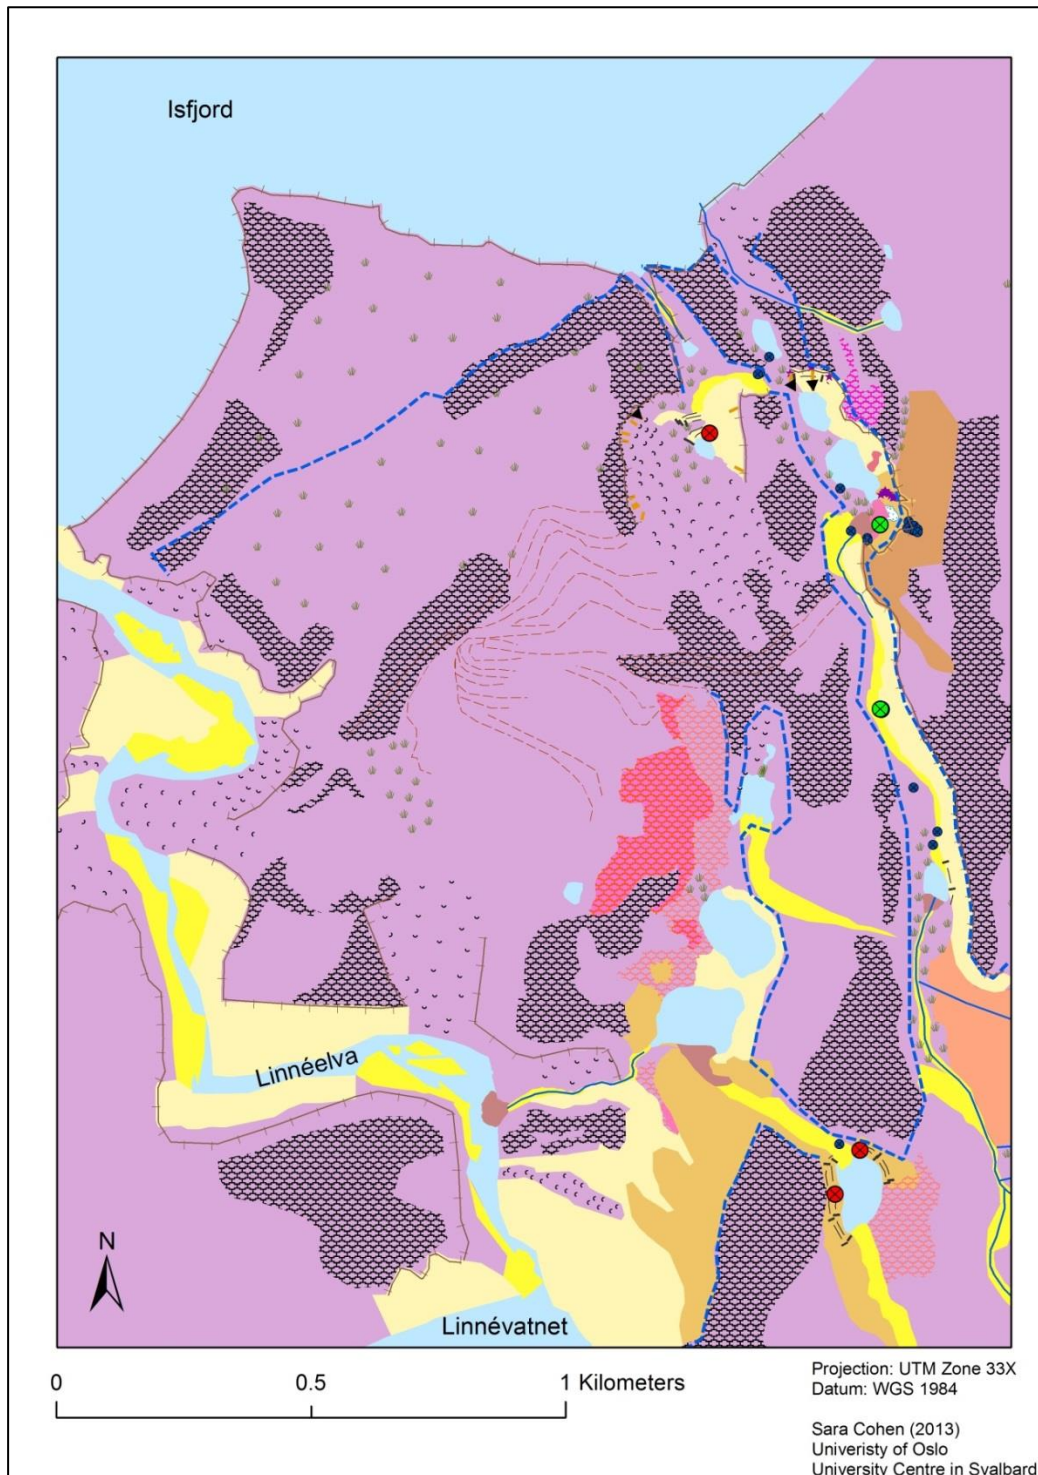 Isfjord
Linnéelva
N
Linnévatnet
0 0.5 1 Kilometers
Projection: UTM Zone 33X
Datum: WGS 1984
Sara Cohen (2013)
Univeristy of Oslo
University Centre in Svalbard